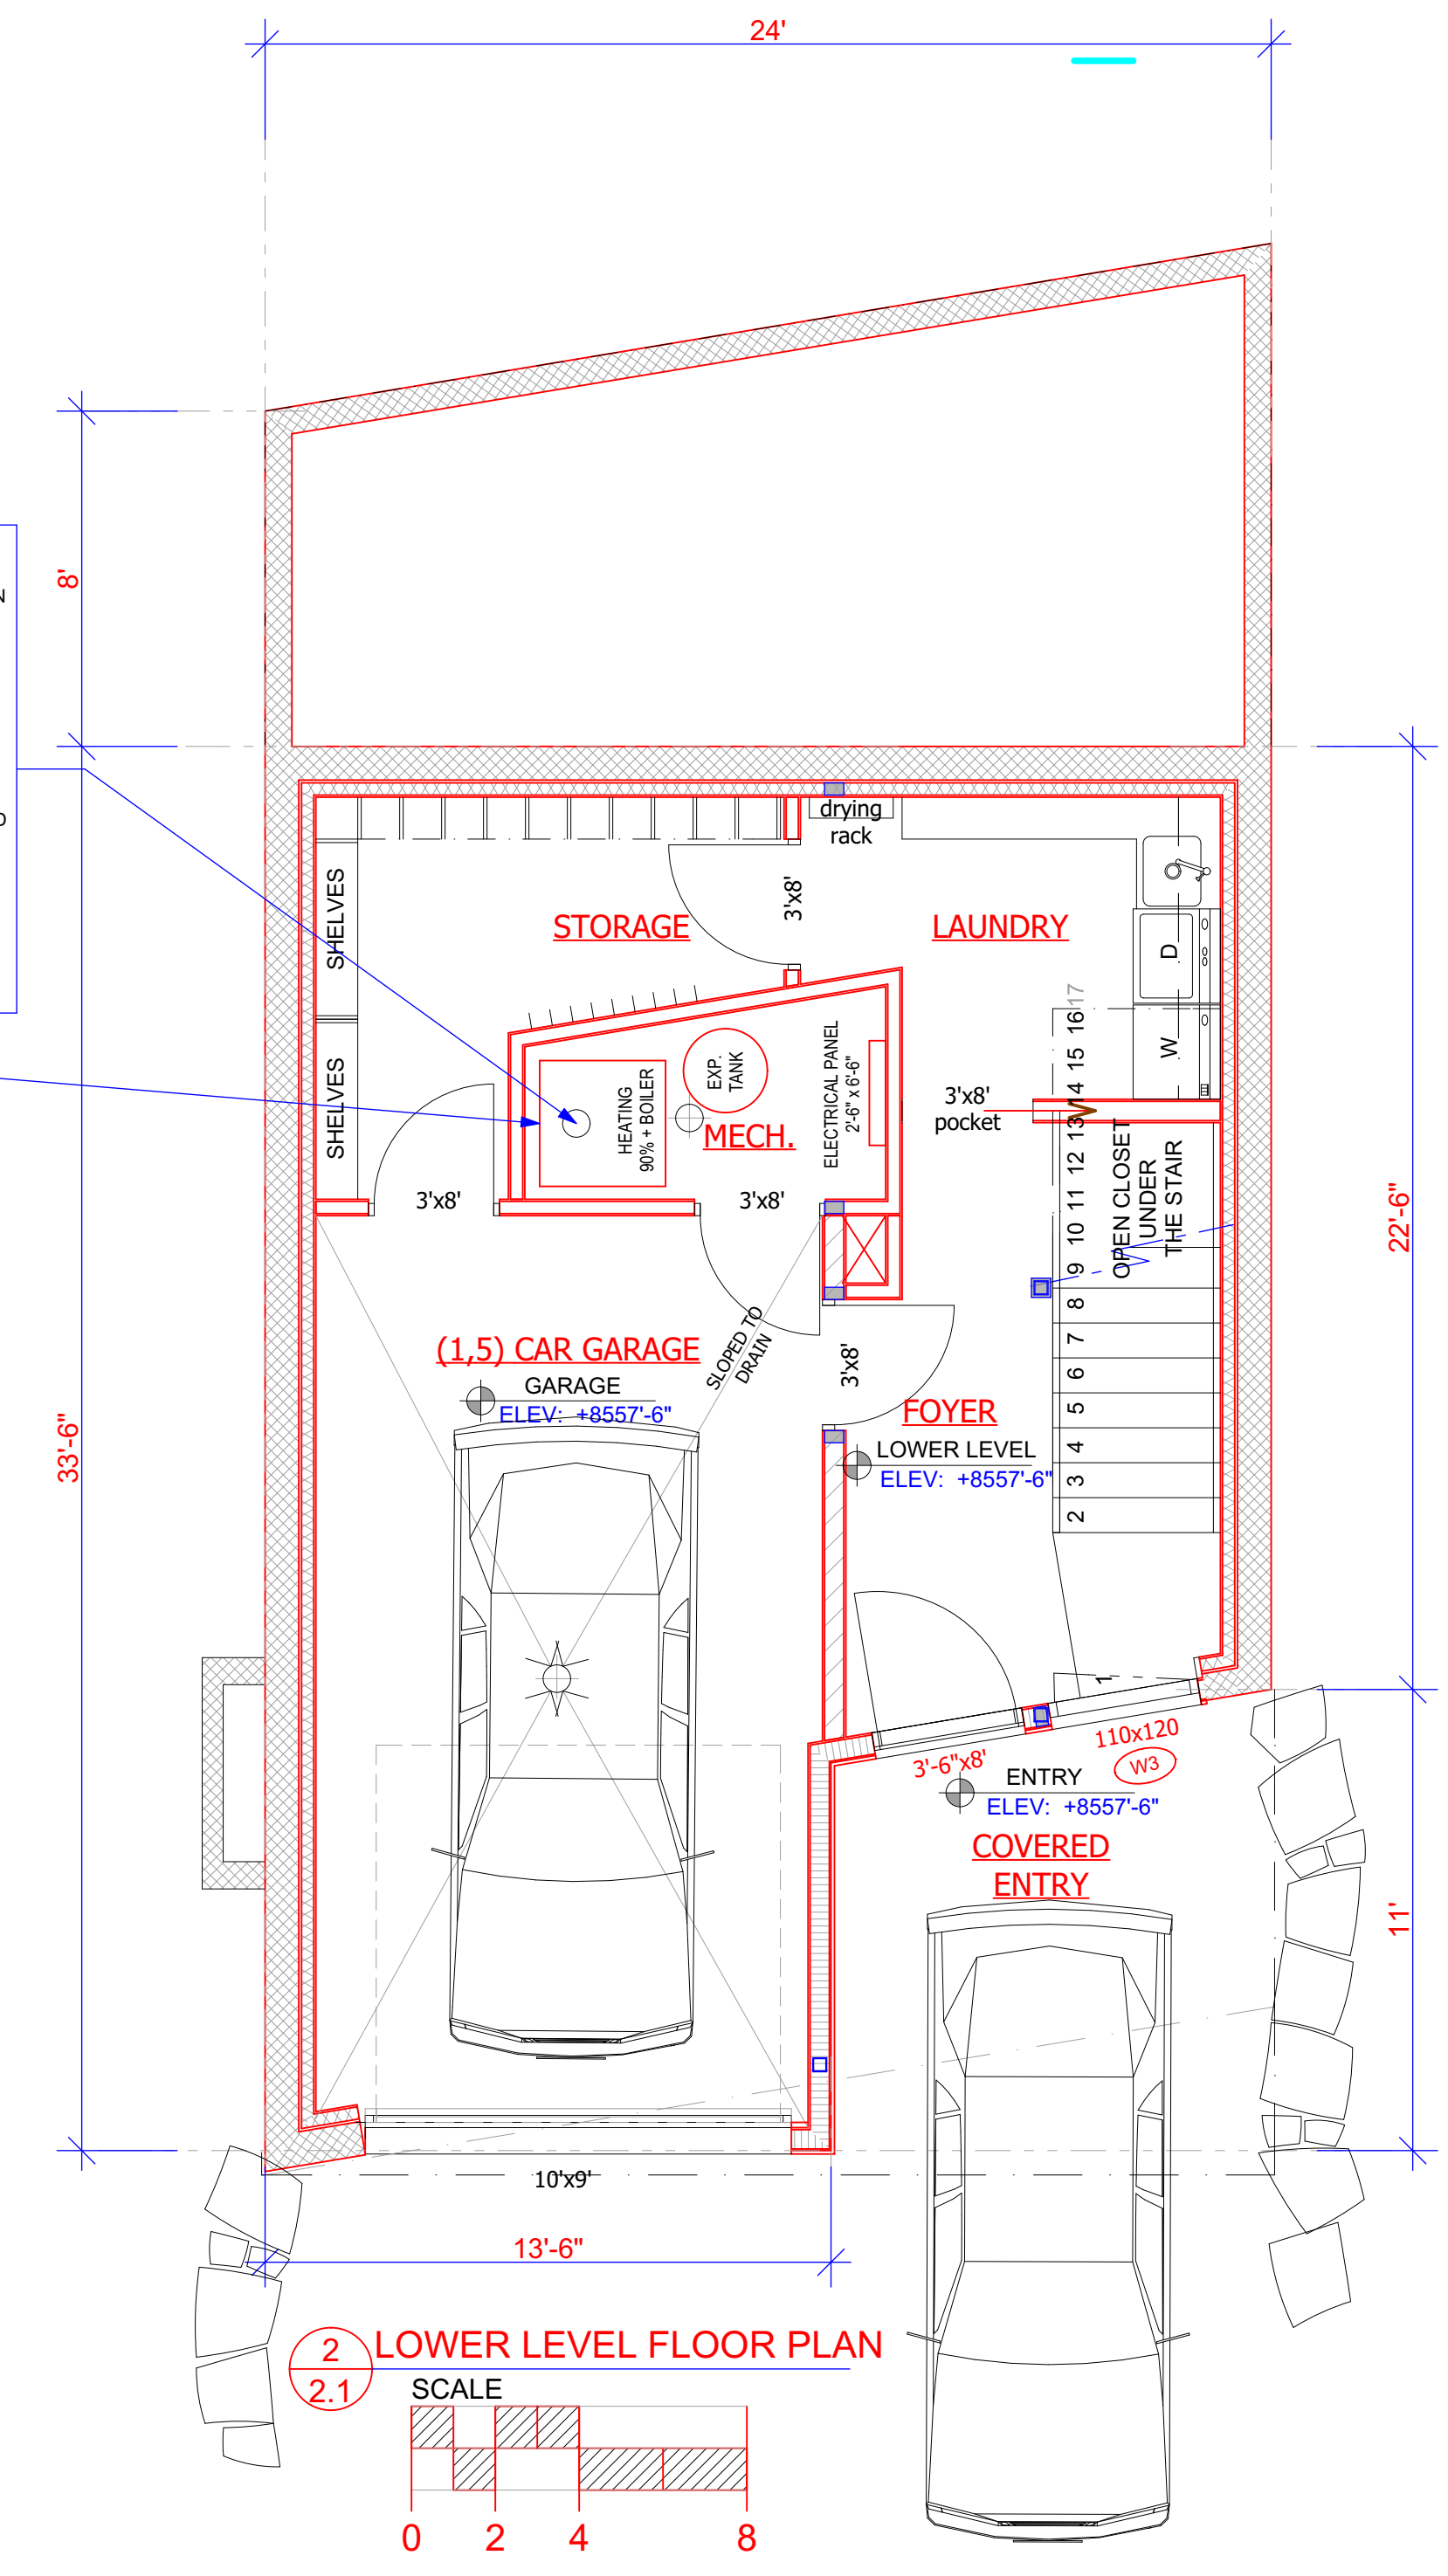 24'
8'
N
D
drying
rack
3'x8'
SHELVES
STORAGE
LAUNDRY
D
17
16
15
14
13
12
11
10
9
8
7
6
5
4
3
2
1
W
SHELVES
EXP.
TANK
HEATING
90% + BOILER
MECH.
ELECTRICAL PANEL
2'-6" x 6'-6"
3'x8'
pocket
OPEN CLOSET
UNDER
THE STAIR
3'x8'
3'x8'
22'-6"
(1,5) CAR GARAGE
SLOPED TO
DRAIN
3'x8'
GARAGE
ELEV: +8557'-6"
FOYER
LOWER LEVEL
ELEV: +8557'-6"
33'-6"
110x120
W3
3'-6"x8'
ENTRY
ELEV: +8557'-6"
COVERED
ENTRY
11'
10'x9'
13'-6"
2
2.1
LOWER LEVEL FLOOR PLAN
SCALE
0 2 4 8